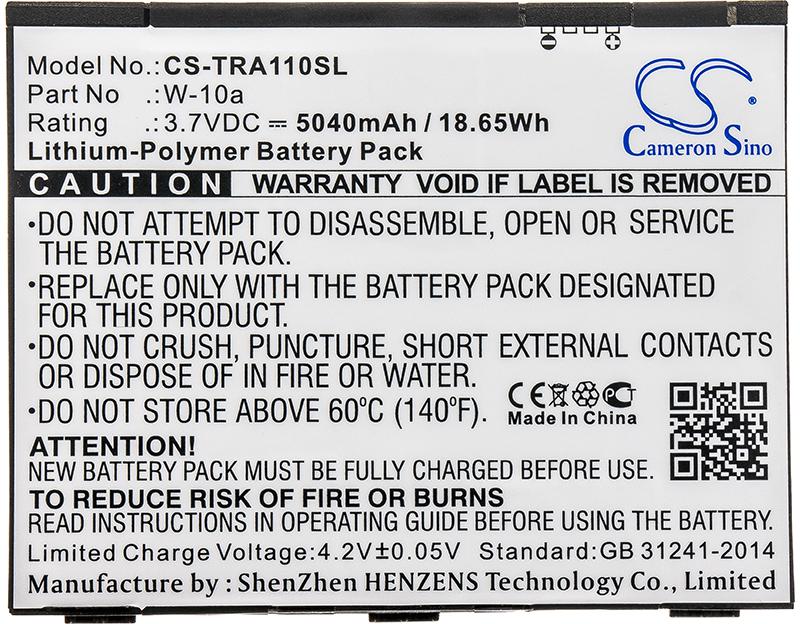 Model No.: CS-TRA110SL
Part No .: W-10a
Rating .: 3.7VDC ⎓ 5040mAh / 18.65Wh
Lithium-Polymer Battery Pack
CS
Cameron Sino
CAUTION WARRANTY VOID IF LABEL IS REMOVED
•DO NOT ATTEMPT TO DISASSEMBLE, OPEN OR SERVICE
THE BATTERY PACK.
•REPLACE ONLY WITH THE BATTERY PACK DESIGNATED
FOR THIS PRODUCT.
•DO NOT CRUSH, PUNCTURE, SHORT EXTERNAL CONTACTS
OR DISPOSE OF IN FIRE OR WATER.
•DO NOT STORE ABOVE 60°C (140°F).
CE PCT
Made In China
ATTENTION!
NEW BATTERY PACK MUST BE FULLY CHARGED BEFORE USE.
TO REDUCE RISK OF FIRE OR BURNS
READ INSTRUCTIONS IN OPERATING GUIDE BEFORE USING BATTERY.
Limited Charge Voltage:4.2V±0.05V Standard:GB 31241-2014
Manufacture by : ShenZhen HENZENS Technology Co., Limited